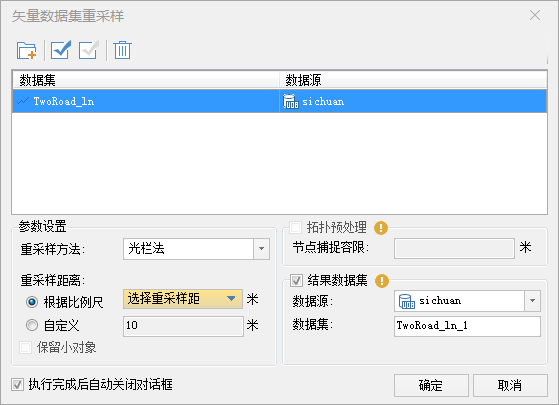 矢量数据集重采样
数据集 数据源
TwoRoad_ln sichuan
参数设置
重采样方法: 光栏法
重采样距离:
根据比例尺 选择重采样距 米
自定义 10 米
保留小对象
拓扑预处理
节点捕捉容限: 米
结果数据集
数据源: sichuan
数据集: TwoRoad_ln_1
执行完成后自动关闭对话框
确定 取消